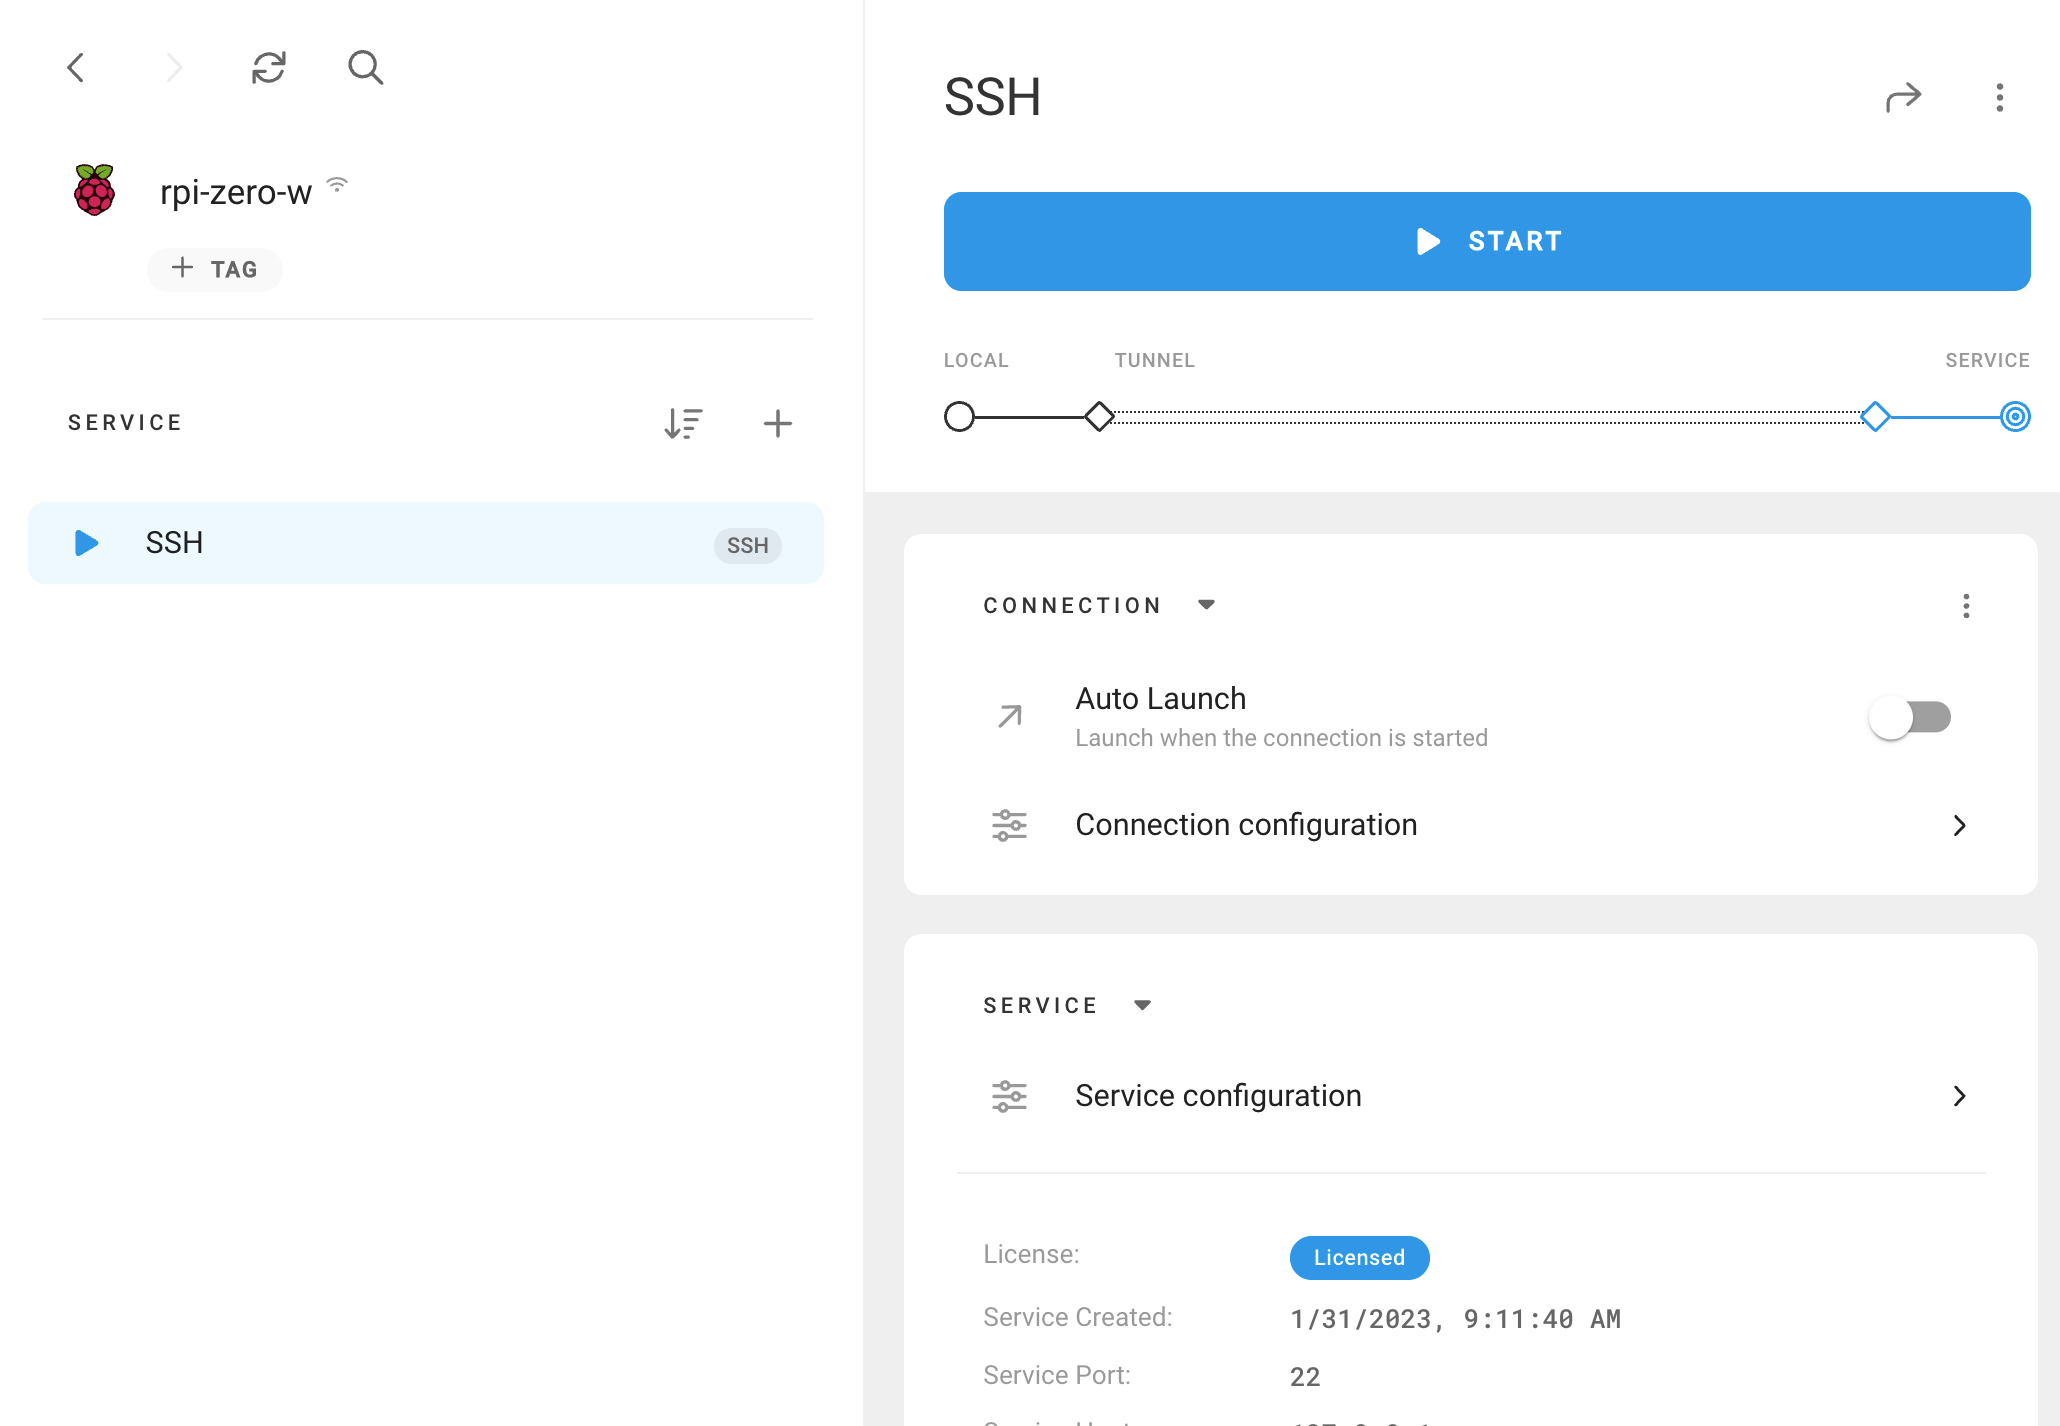 rpi-zero-w
TAG
SERVICE
SSH
SSH
SSH
START
LOCAL
TUNNEL
SERVICE
CONNECTION
Auto Launch
Launch when the connection is started
Connection configuration
SERVICE
Service configuration
License:
Licensed
Service Created:
1/31/2023, 9:11:40 AM
Service Port:
22